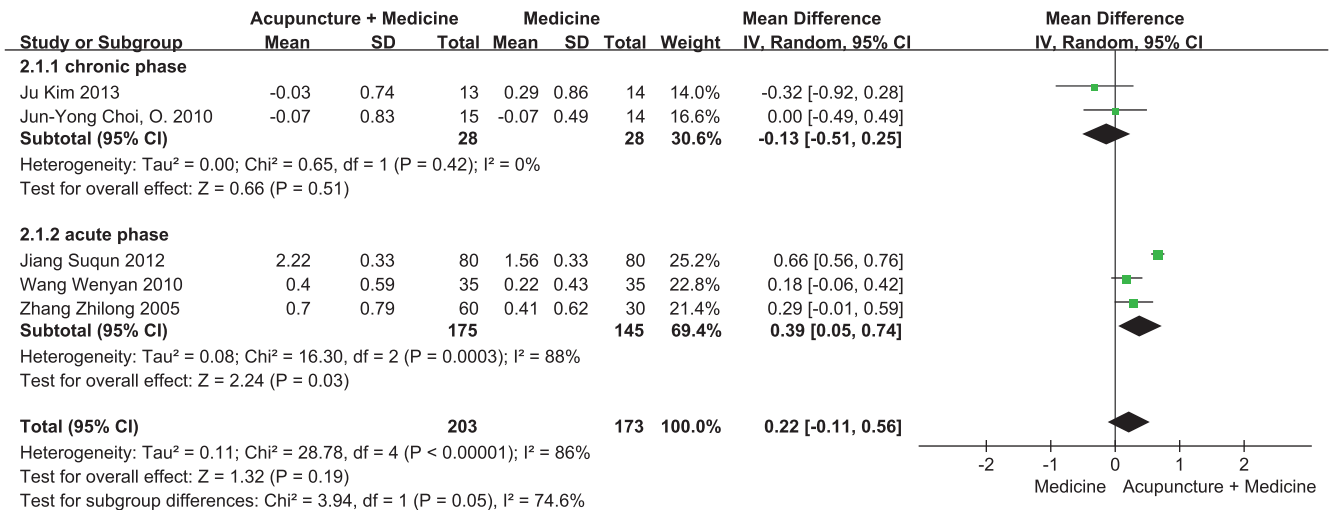 Acupuncture + Medicine Medicine Mean Difference Mean Difference
Study or Subgroup Mean SD Total Mean SD Total Weight IV, Random, 95% CI IV, Random, 95% CI
2.1.1 chronic phase
Ju Kim 2013 -0.03 0.74 13 0.29 0.86 14 14.0% -0.32 [-0.92, 0.28]
Jun-Yong Choi, O. 2010 -0.07 0.83 15 -0.07 0.49 14 16.6% 0.00 [-0.49, 0.49]
Subtotal (95% CI) 28 28 30.6% -0.13 [-0.51, 0.25]
Heterogeneity: Tau² = 0.00; Chi² = 0.65, df = 1 (P = 0.42); I² = 0%
Test for overall effect: Z = 0.66 (P = 0.51)
2.1.2 acute phase
Jiang Suqun 2012 2.22 0.33 80 1.56 0.33 80 25.2% 0.66 [0.56, 0.76]
Wang Wenyan 2010 0.4 0.59 35 0.22 0.43 35 22.8% 0.18 [-0.06, 0.42]
Zhang Zhilong 2005 0.7 0.79 60 0.41 0.62 30 21.4% 0.29 [-0.01, 0.59]
Subtotal (95% CI) 175 145 69.4% 0.39 [0.05, 0.74]
Heterogeneity: Tau² = 0.08; Chi² = 16.30, df = 2 (P = 0.0003); I² = 88%
Test for overall effect: Z = 2.24 (P = 0.03)
Total (95% CI) 203 173 100.0% 0.22 [-0.11, 0.56]
Heterogeneity: Tau² = 0.11; Chi² = 28.78, df = 4 (P < 0.00001); I² = 86%
Test for overall effect: Z = 1.32 (P = 0.19)
Test for subgroup differences: Chi² = 3.94, df = 1 (P = 0.05), I² = 74.6%
-2 -1 0 1 2
Medicine Acupuncture + Medicine